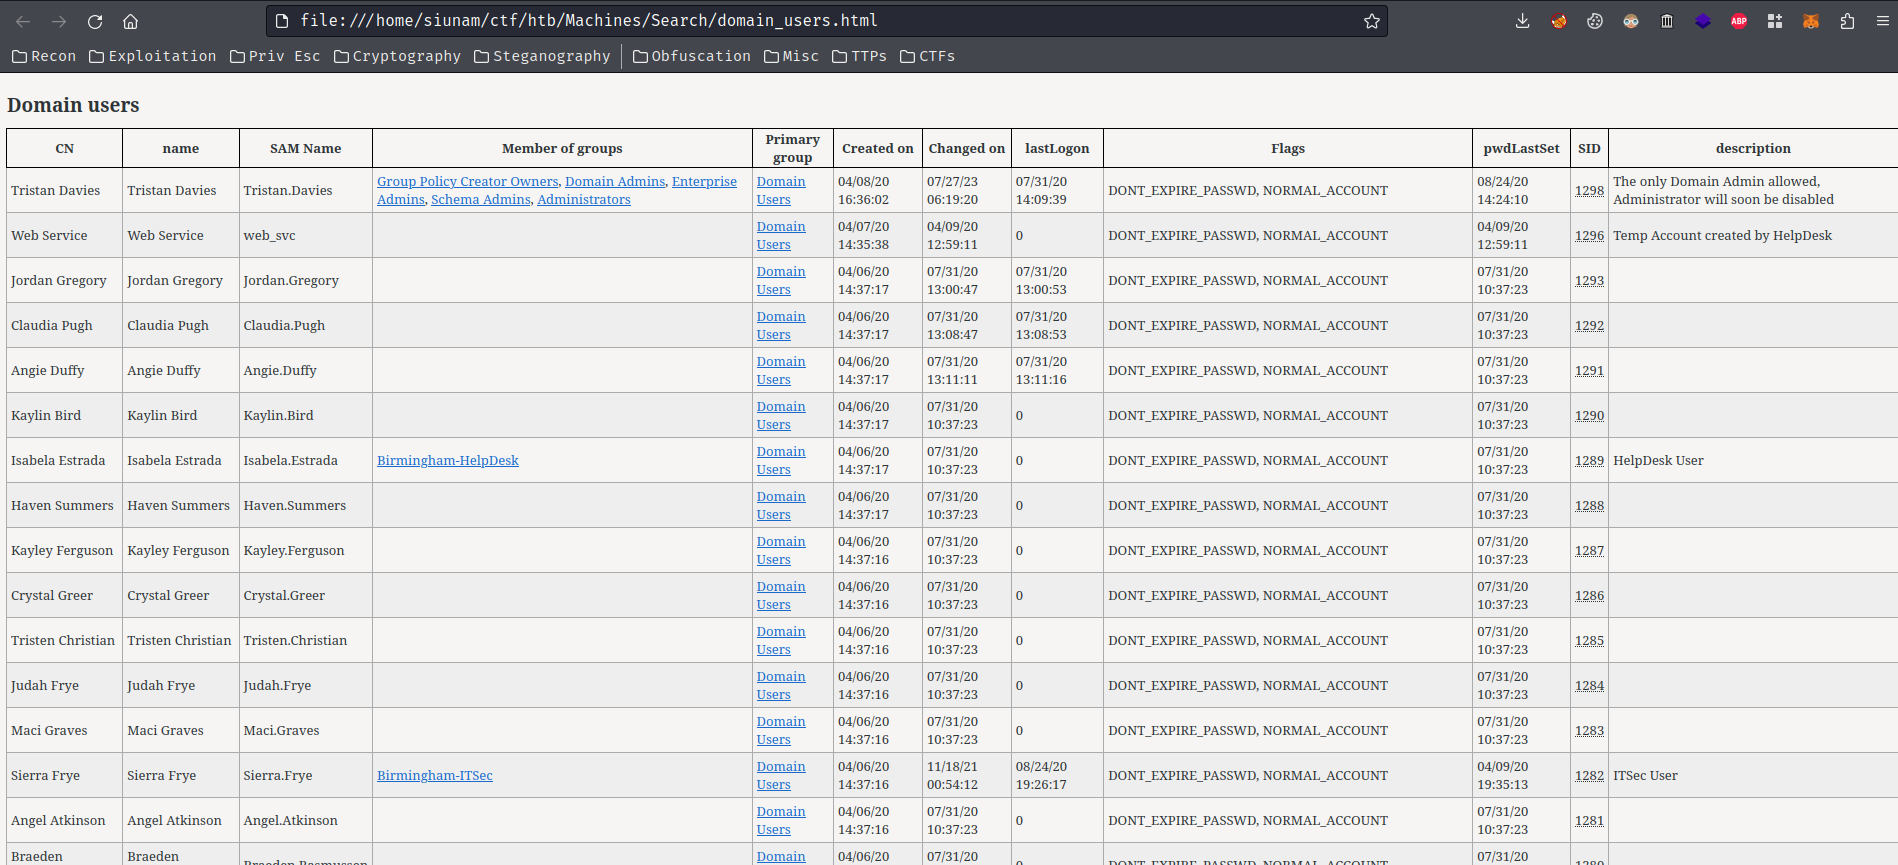 file:///home/siunam/ctf/htb/Machines/Search/domain_users.html
ABP
Recon Exploitation Priv Esc Cryptography Steganography Obfuscation Misc TTPs CTFs
Domain users
CN name SAM Name Member of groups Primary group Created on Changed on lastLogon Flags pwdLastSet SID description
Tristan Davies Tristan Davies Tristan.Davies Group Policy Creator Owners, Domain Admins, Enterprise Admins, Schema Admins, Administrators Domain Users 04/08/20 16:36:02 07/27/23 06:19:20 07/31/20 14:09:39 DONT_EXPIRE_PASSWD, NORMAL_ACCOUNT 08/24/20 14:24:10 1298 The only Domain Admin allowed, Administrator will soon be disabled
Web Service Web Service web_svc Domain Users 04/07/20 14:35:38 04/09/20 12:59:11 0 DONT_EXPIRE_PASSWD, NORMAL_ACCOUNT 04/09/20 12:59:11 1296 Temp Account created by HelpDesk
Jordan Gregory Jordan Gregory Jordan.Gregory Domain Users 04/06/20 14:37:17 07/31/20 13:00:47 07/31/20 13:00:53 DONT_EXPIRE_PASSWD, NORMAL_ACCOUNT 07/31/20 10:37:23 1293
Claudia Pugh Claudia Pugh Claudia.Pugh Domain Users 04/06/20 14:37:17 07/31/20 13:08:47 07/31/20 13:08:53 DONT_EXPIRE_PASSWD, NORMAL_ACCOUNT 07/31/20 10:37:23 1292
Angie Duffy Angie Duffy Angie.Duffy Domain Users 04/06/20 14:37:17 07/31/20 13:11:11 07/31/20 13:11:16 DONT_EXPIRE_PASSWD, NORMAL_ACCOUNT 07/31/20 10:37:23 1291
Kaylin Bird Kaylin Bird Kaylin.Bird Domain Users 04/06/20 14:37:17 07/31/20 10:37:23 0 DONT_EXPIRE_PASSWD, NORMAL_ACCOUNT 07/31/20 10:37:23 1290
Isabela Estrada Isabela Estrada Isabela.Estrada Birmingham-HelpDesk Domain Users 04/06/20 14:37:17 07/31/20 10:37:23 0 DONT_EXPIRE_PASSWD, NORMAL_ACCOUNT 07/31/20 10:37:23 1289 HelpDesk User
Haven Summers Haven Summers Haven.Summers Domain Users 04/06/20 14:37:17 07/31/20 10:37:23 0 DONT_EXPIRE_PASSWD, NORMAL_ACCOUNT 07/31/20 10:37:23 1288
Kayley Ferguson Kayley Ferguson Kayley.Ferguson Domain Users 04/06/20 14:37:16 07/31/20 10:37:23 0 DONT_EXPIRE_PASSWD, NORMAL_ACCOUNT 07/31/20 10:37:23 1287
Crystal Greer Crystal Greer Crystal.Greer Domain Users 04/06/20 14:37:16 07/31/20 10:37:23 0 DONT_EXPIRE_PASSWD, NORMAL_ACCOUNT 07/31/20 10:37:23 1286
Tristen Christian Tristen Christian Tristen.Christian Domain Users 04/06/20 14:37:16 07/31/20 10:37:23 0 DONT_EXPIRE_PASSWD, NORMAL_ACCOUNT 07/31/20 10:37:23 1285
Judah Frye Judah Frye Judah.Frye Domain Users 04/06/20 14:37:16 07/31/20 10:37:23 0 DONT_EXPIRE_PASSWD, NORMAL_ACCOUNT 07/31/20 10:37:23 1284
Maci Graves Maci Graves Maci.Graves Domain Users 04/06/20 14:37:16 07/31/20 10:37:23 0 DONT_EXPIRE_PASSWD, NORMAL_ACCOUNT 07/31/20 10:37:23 1283
Sierra Frye Sierra Frye Sierra.Frye Birmingham-ITSec Domain Users 04/06/20 14:37:16 11/18/21 00:54:12 08/24/20 19:26:17 DONT_EXPIRE_PASSWD, NORMAL_ACCOUNT 04/09/20 19:35:13 1282 ITSec User
Angel Atkinson Angel Atkinson Angel.Atkinson Domain Users 04/06/20 14:37:16 07/31/20 10:37:23 0 DONT_EXPIRE_PASSWD, NORMAL_ACCOUNT 07/31/20 10:37:23 1281
Braeden Braeden Domain 04/06/20 07/31/20 07/31/20